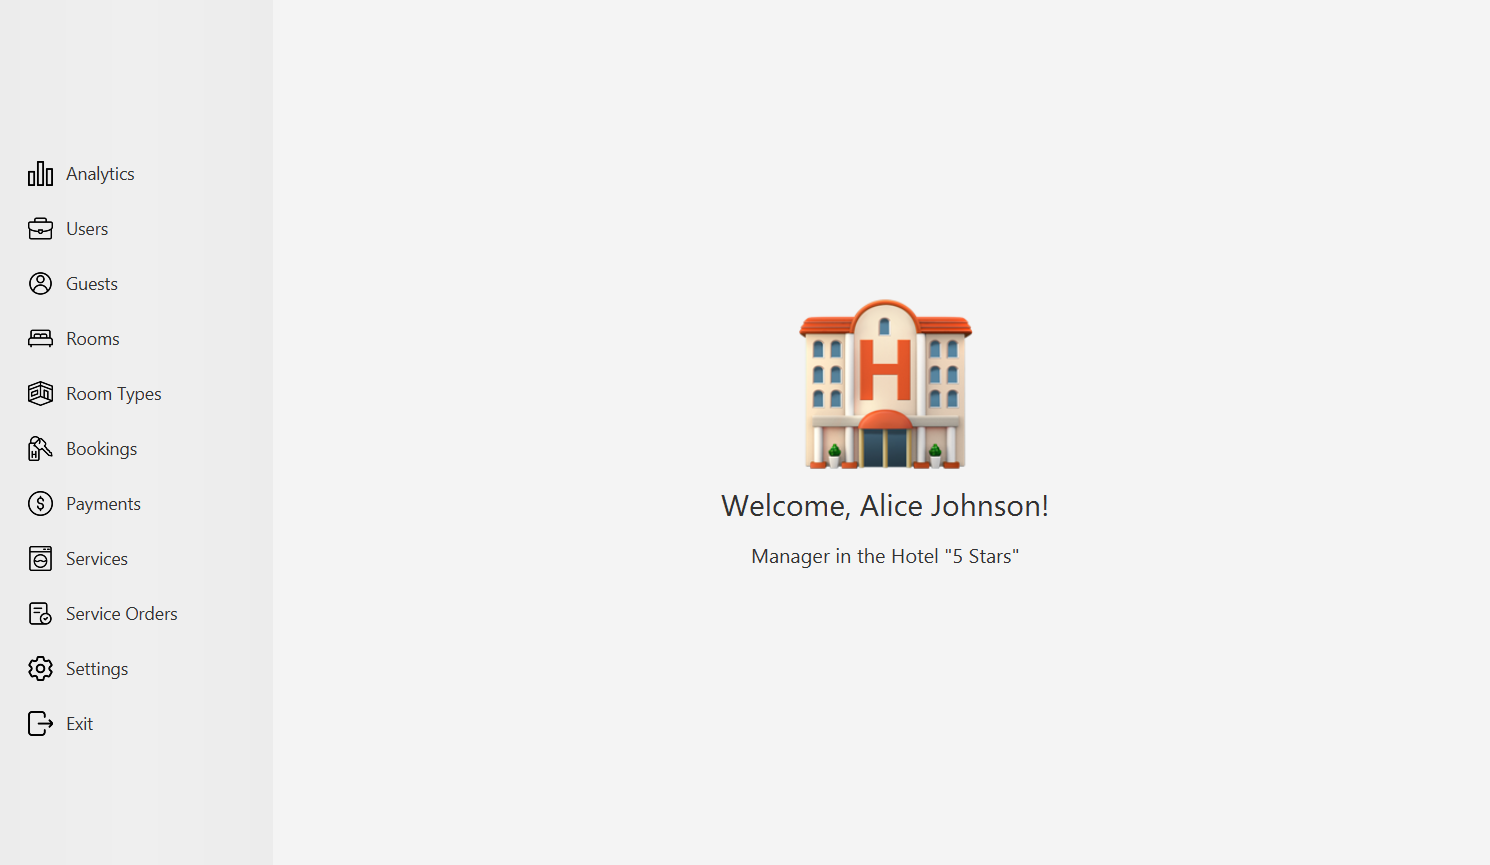 Analytics
Users
Guests
Rooms
Room Types
Bookings
Payments
Services
Service Orders
Settings
Exit
H
Welcome, Alice Johnson!
Manager in the Hotel "5 Stars"